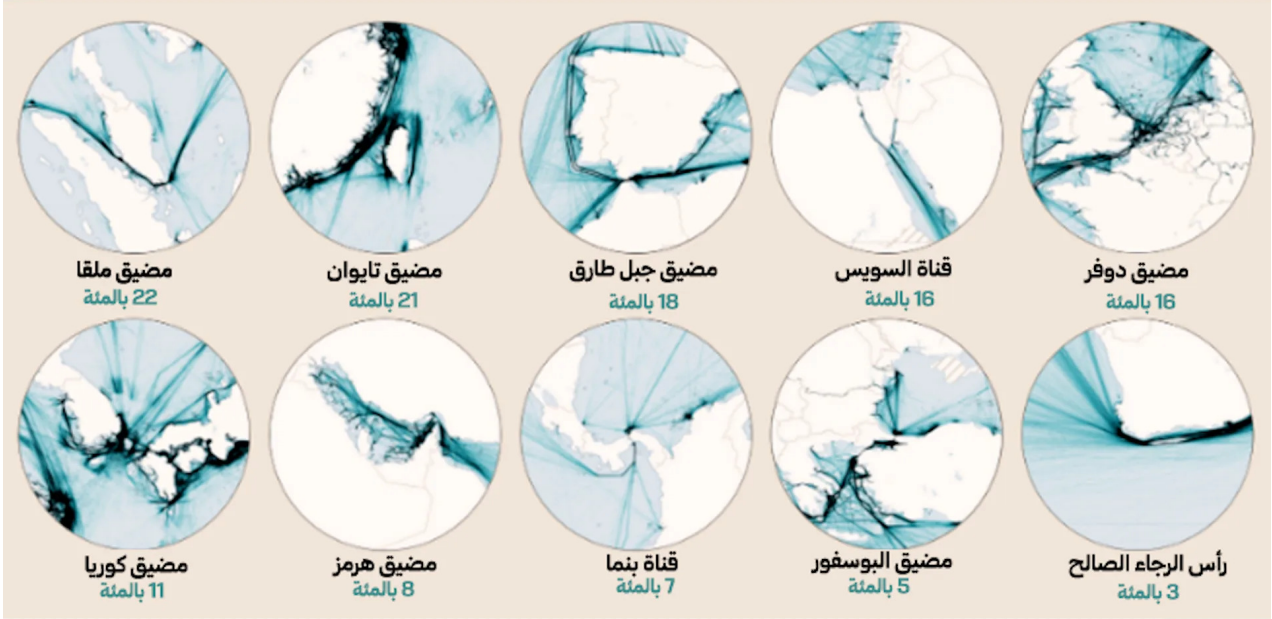 مضيق دوفر
16 بالمئة
قناة السويس
16 بالمئة
مضيق جبل طارق
18 بالمئة
مضيق تايوان
21 بالمئة
مضيق ملقا
22 بالمئة
رأس الرجاء الصالح
3 بالمئة
مضيق البوسفور
5 بالمئة
قناة بنما
7 بالمئة
مضيق هرمز
8 بالمئة
مضيق كوريا
11 بالمئة